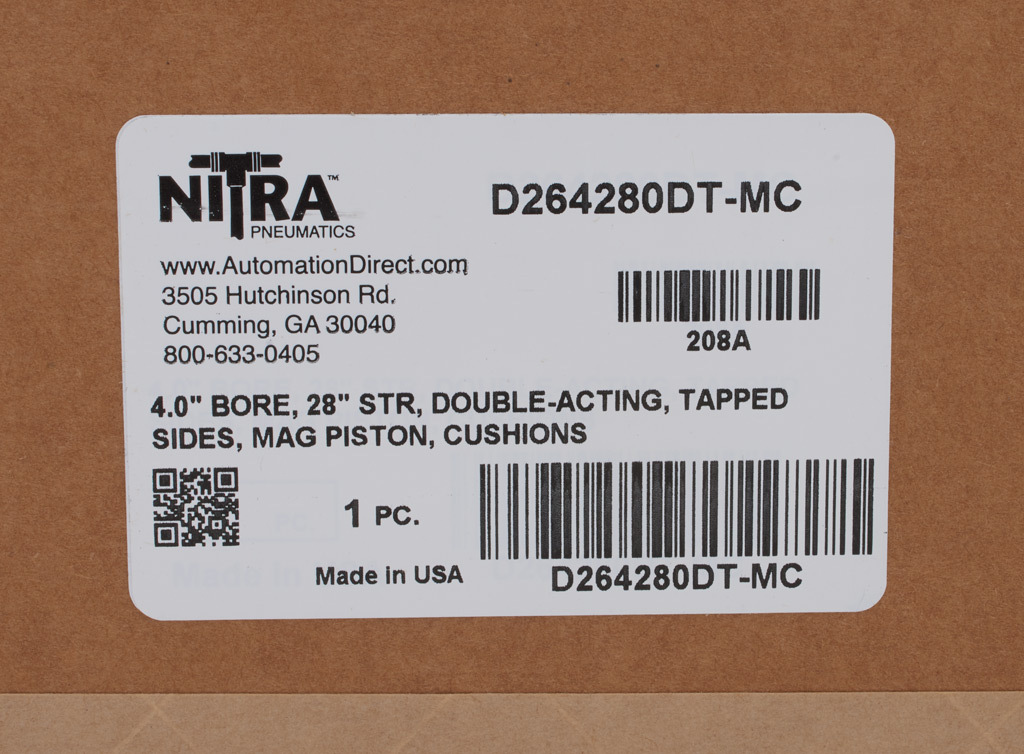 NITRA™
PNEUMATICS
D264280DT-MC
www.AutomationDirect.com
3505 Hutchinson Rd.
Cumming, GA 30040
800-633-0405
208A
4.0" BORE, 28" STR, DOUBLE-ACTING, TAPPED
SIDES, MAG PISTON, CUSHIONS
1 PC.
Made in USA
D264280DT-MC